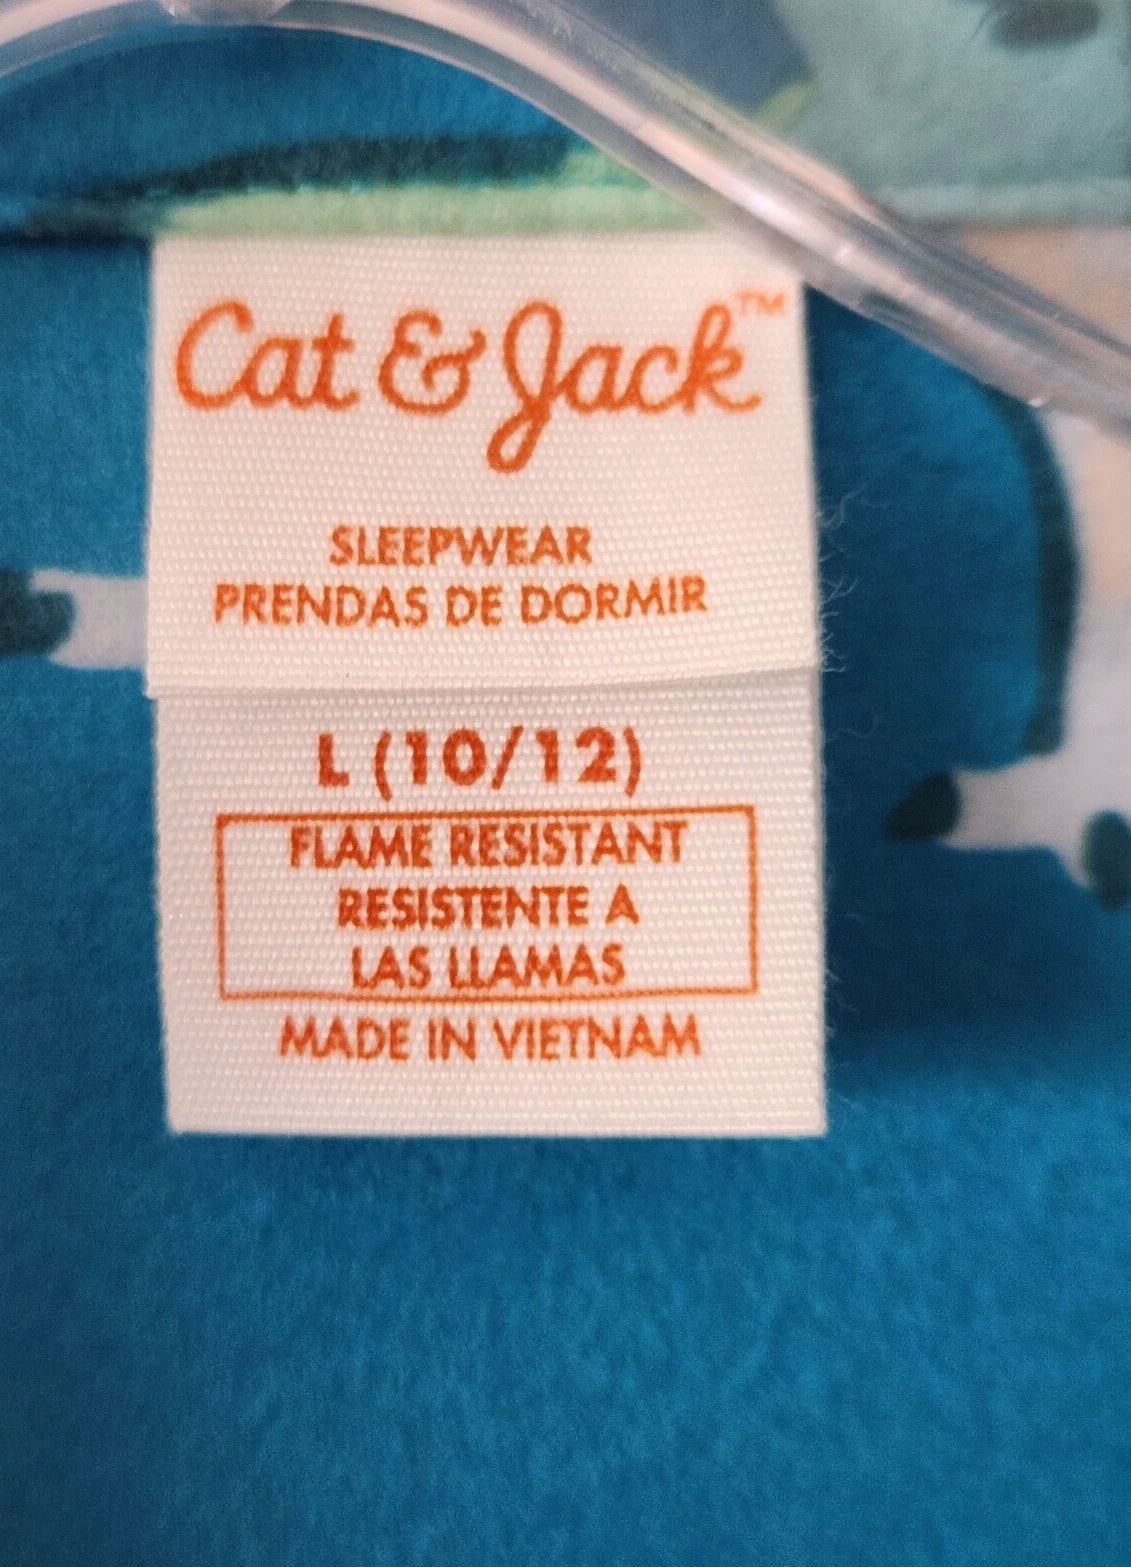 Cat & Jack™
SLEEPWEAR
PRENDAS DE DORMIR
L (10/12)
FLAME RESISTANT
RESISTENTE A
LAS LLAMAS
MADE IN VIETNAM